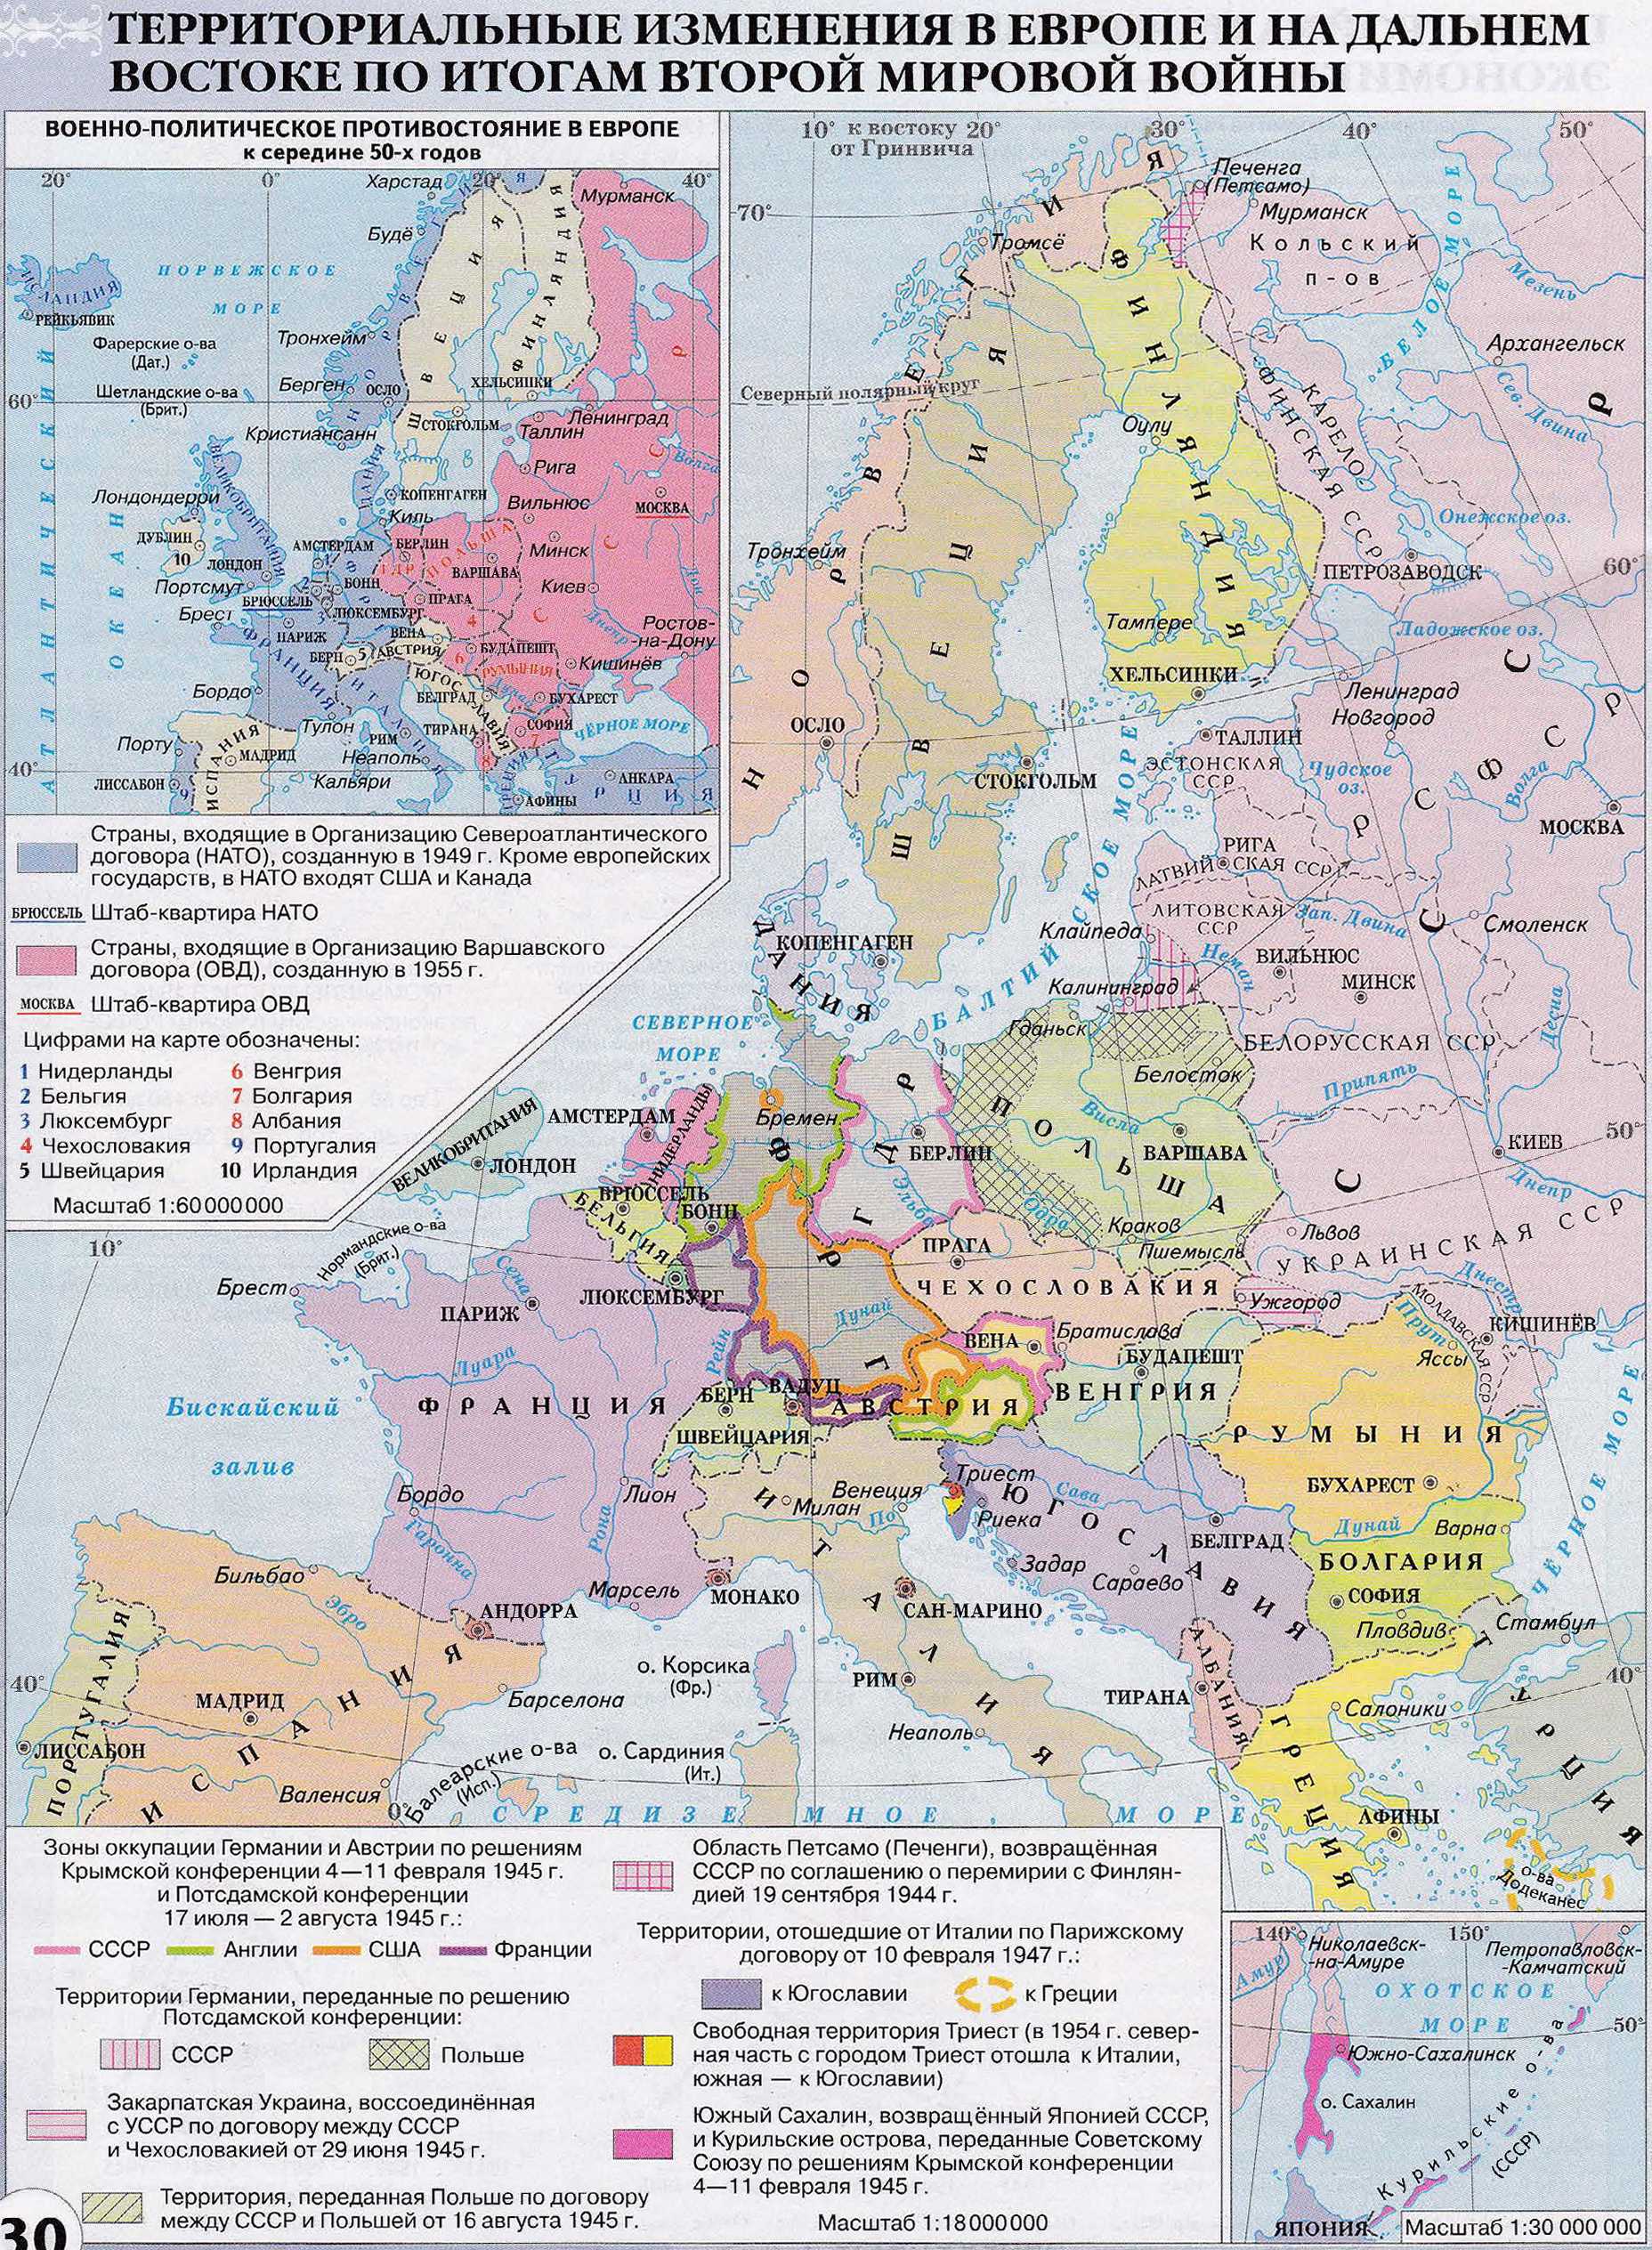 ТЕРРИТОРИАЛЬНЫЕ ИЗМЕНЕНИЯ В ЕВРОПЕ И НА ДАЛЬНЕМ
ВОСТОКЕ ПО ИТОГАМ ВТОРОЙ МИРОВОЙ ВОЙНЫ
ВОЕННО-ПОЛИТИЧЕСКОЕ ПРОТИВОСТОЯНИЕ В ЕВРОПЕ
к середине 50-х годов
20°
0°
Харстад
20°
40°
Мурманск
Будё
НОРВЕЖСКОЕ
МОРЕ
ИСЛАНДИЯ
РЕЙКЬЯВИК
Фарерские о-ва
(Дат.)
Тронхейм
ШВЕЦИЯ
ФИНЛЯНДИЯ
НОРВЕГИЯ
Шетландские о-ва
(Брит.)
Берген
ОСЛО
ХЕЛЬСИНКИ
60°
СТОКГОЛЬМ
Ленинград
Таллин
Кристиансанн
Рига
Волга
ВЕЛИКОБРИТАНИЯ
ДАНИЯ
Лондондерри
КОПЕНГАГЕН
Вильнюс
МОСКВА
Киль
ДУБЛИН
10
АМСТЕРДАМ
БЕРЛИН
ПОЛЬША
Минск
ЛОНДОН
ГДР
ВАРШАВА
Портсмут
БОНН
Киев
Дон
БРЮССЕЛЬ
ПРАГА
Брест
ЛЮКСЕМБУРГ
Днепр
Ростов-
-на-Дону
ПАРИЖ
ВЕНА
БУДАПЕШТ
ФРАНЦИЯ
БЕРН
5
АВСТРИЯ
6
РУМЫНИЯ
Кишинёв
ЮГОСЛАВИЯ
Бордо
БЕЛГРАД
БУХАРЕСТ
ИТАЛИЯ
Тулон
РИМ
ТИРАНА
СОФИЯ
7
ЧЁРНОЕ МОРЕ
Порту
ИСПАНИЯ
МАДРИД
Неаполь
8
40°
Кальяри
ЛИССАБОН
9
ГРЕЦИЯ
АНКАРА
ТУРЦИЯ
АФИНЫ
АТЛАНТИЧЕСКИЙ
ОКЕАН
СССР
Страны, входящие в Организацию Североатлантического
договора (НАТО), созданную в 1949 г. Кроме европейских
государств, в НАТО входят США и Канада
БРЮССЕЛЬ Штаб-квартира НАТО
Страны, входящие в Организацию Варшавского
договора (ОВД), созданную в 1955 г.
МОСКВА Штаб-квартира ОВД
Цифрами на карте обозначены:
1 Нидерланды 6 Венгрия
2 Бельгия 7 Болгария
3 Люксембург 8 Албания
4 Чехословакия 9 Португалия
5 Швейцария 10 Ирландия
Масштаб 1:60 000 000
10° к востоку 20°
от Гринвича
30°
40°
50°
Печенга
(Петсамо)
70°
Мурманск
Тромсё
Кольский
п-ов
БЕЛОЕ МОРЕ
Мезень
Архангельск
Северный полярный круг
Сев. Двина
НОРВЕГИЯ
ШВЕЦИЯ
ФИНЛЯНДИЯ
КАРЕЛО-
ФИНСКАЯ ССР
Оулу
Онежское оз.
Тронхейм
ПЕТРОЗАВОДСК
60°
Тампере
Ладожское оз.
ХЕЛЬСИНКИ
Ленинград
Новгород
ОСЛО
ТАЛЛИН
ЭСТОНСКАЯ
ССР
Чудское
оз.
СТОКГОЛЬМ
Волга
МОСКВА
РСФСР
СССР
РИГА
ЛАТВИЙСКАЯ ССР
ЛИТОВСКАЯ
ССР
Зап. Двина
Смоленск
Клайпеда
КОПЕНГАГЕН
ДАНИЯ
БАЛТИЙСКОЕ МОРЕ
Неман
ВИЛЬНЮС
МИНСК
Калининград
СЕВЕРНОЕ
МОРЕ
Гданьск
БЕЛОРУССКАЯ ССР
Десна
Белосток
Припять
ВЕЛИКОБРИТАНИЯ
АМСТЕРДАМ
НИДЕРЛАНДЫ
Бремен
БЕРЛИН
ГДР
ПОЛЬША
Висла
ВАРШАВА
КИЕВ
50°
ЛОНДОН
БРЮССЕЛЬ
БОНН
БЕЛЬГИЯ
Эльба
Одра
Днепр
ФРГ
Нормандские о-ва
(Брит.)
10°
ПРАГА
Краков
Пшемысль
Львов
УКРАИНСКАЯ ССР
Брест
Сена
ПАРИЖ
ЛЮКСЕМБУРГ
ЧЕХОСЛОВАКИЯ
Днестр
Ужгород
МОЛДАВСКАЯ ССР
Дунай
Прут
КИШИНЁВ
Рейн
ВЕНА
Братислава
Яссы
Луара
БУДАПЕШТ
Бискайский
залив
ФРАНЦИЯ
БЕРН
ВАДУЦ
АВСТРИЯ
ВЕНГРИЯ
ШВЕЙЦАРИЯ
РУМЫНИЯ
Бордо
Лион
Милан
Венеция
По
Триест
Риека
ЮГОСЛАВИЯ
Сава
БУХАРЕСТ
Гаронна
Рона
БЕЛГРАД
Дунай
Варна
ЧЁРНОЕ МОРЕ
Бильбао
Марсель
МОНАКО
Задар
Сараево
БОЛГАРИЯ
Эбро
АНДОРРА
САН-МАРИНО
СОФИЯ
Пловдив
Стамбул
ПОРТУГАЛИЯ
ИСПАНИЯ
ИТАЛИЯ
40°
МАДРИД
Барселона
о. Корсика
(Фр.)
РИМ
ТИРАНА
АЛБАНИЯ
Салоники
40°
ЛИССАБОН
Неаполь
ГРЕЦИЯ
ТУРЦИЯ
Балеарские о-ва
(Исп.)
о. Сардиния
(Ит.)
Валенсия
0°
СРЕДИЗЕМНОЕ МОРЕ
АФИНЫ
о-ва
Додеканес
Зоны оккупации Германии и Австрии по решениям
Крымской конференции 4—11 февраля 1945 г.
и Потсдамской конференции
17 июля — 2 августа 1945 г.:
СССР Англии США Франции
Территории Германии, переданные по решению
Потсдамской конференции:
СССР Польше
Закарпатская Украина, воссоединённая
с УССР по договору между СССР
и Чехословакией от 29 июня 1945 г.
Территория, переданная Польше по договору
между СССР и Польшей от 16 августа 1945 г.
30
Область Петсамо (Печенги), возвращённая
СССР по соглашению о перемирии с Финлян-
дией 19 сентября 1944 г.
Территории, отошедшие от Италии по Парижскому
договору от 10 февраля 1947 г.:
к Югославии к Греции
Свободная территория Триест (в 1954 г. север-
ная часть с городом Триест отошла к Италии,
южная — к Югославии)
Южный Сахалин, возвращённый Японией СССР,
и Курильские острова, переданные Советскому
Союзу по решениям Крымской конференции
4—11 февраля 1945 г.
Масштаб 1:18 000 000
140°
Николаевск-
-на-Амуре
150°
Петропавловск-
-Камчатский
Амур
ОХОТСКОЕ
МОРЕ
50°
Южно-Сахалинск
о. Сахалин
Курильские о-ва
(СССР)
ЯПОНИЯ
Масштаб 1:30 000 000